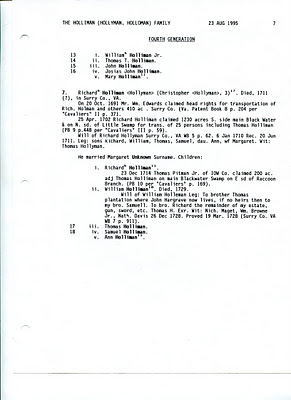 THE HOLLIMAN (HOLLYMAN, HOLLOMAN) FAMILY 23 AUG 1995 7
FOURTH GENERATION
13 i. William⁵ Holliman Jr.
14 ii. Thomas T. Holliman.
15 iii. John Holliman.
16 iv. Josias John Holliman.
v. Mary Holliman
7. Richard⁴ Holliman <Hollyman> (Christopher <Hollyman>, 3). Died, 1711
(?), in Surry Co., VA.
On 20 Oct. 1691 Mr. Wm. Edwards claimed head rights for transportation of
Rich. Holman and others 410 ac . Surry Co. [Va. Patent Book 8 p. 204 per
"Cavaliers" II p. 371.
25 Apr. 1702 Richard Holliman claimed 1230 acres S. side main Black Water
& on N. sd. of Little Swamp for trans. of 25 persons including Thomas Holliman
[PB 9 p.448 per "Cavaliers" II p. 59).
Will of Richard Hollyman Surry Co., VA WB 5 p. 62. 6 Jun 1710 Rec. 20 Jun
1711. Leg: sons Richard, William, Thomas, Samuel, dau. Ann, wf Margaret. Wit:
Thomas Hollyman.
He married Margaret Unknown Surname. Children:
i. Richard⁵ Holliman
23 Dec 1714 Thomas Pitman Jr. of IOW Co. claimed 200 ac.
adj Thomas Holliman on main Blackwater Swamp on E sd of Raccoon
Branch. (PB 10 per "Cavaliers" p. 169).
ii. William Holliman. Died, 1729.
Will of William Holleman Leg: To brother Thomas
plantation where John Hargrave now lives, if no heirs then to
my bro. Samuell. To bro. Richard the remainder of my estate,
gun, sword, etc. Thomas H. Exr. Wit: Nich. Maget, Wm. Browne
Jr., Nath. Davis 26 Dec 1728. Proved 19 Mar. 1728 (Surry Co. VA
WB 7 p. 911).
17 iii. Thomas Holliman.
18 iv. Samuel Holliman.
v. Ann Holliman